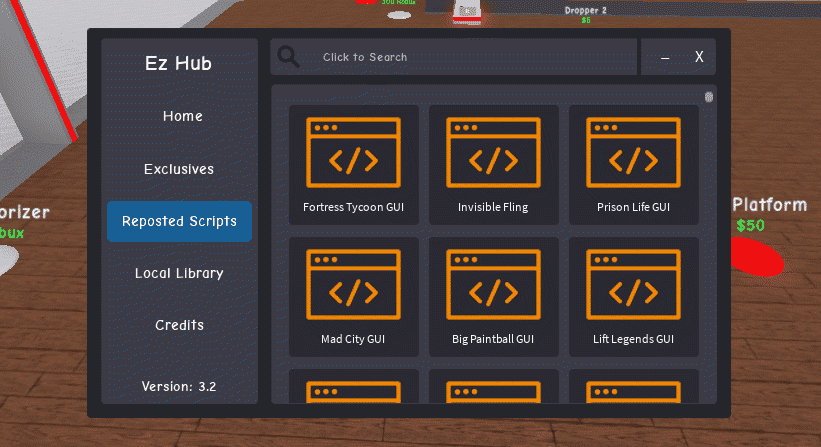 300 Robux
Dropper 2
$5
Ez Hub
Click to Search
–
X
Home
Exclusives
Reposted Scripts
Local Library
Credits
Version: 3.2
Fortress Tycoon GUI
Invisible Fling
Prison Life GUI
Mad City GUI
Big Paintball GUI
Lift Legends GUI
orizer
bux
Platform
$50